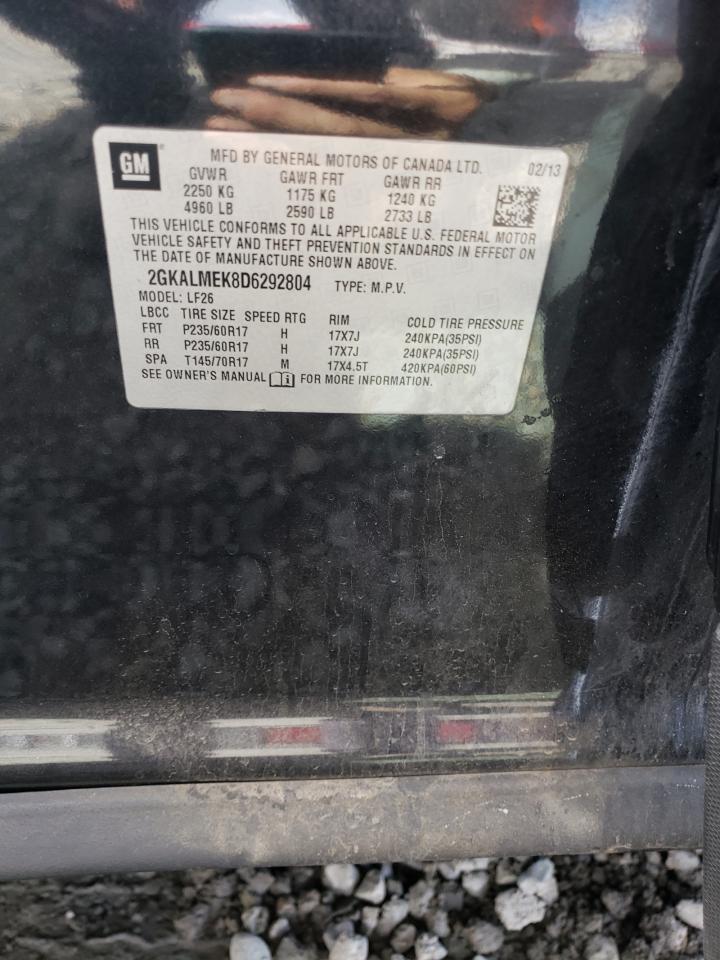 GM ® MFD BY GENERAL MOTORS OF CANADA LTD. 02/13
GVWR GAWR FRT GAWR RR
2250 KG 1175 KG 1240 KG
4960 LB 2590 LB 2733 LB
THIS VEHICLE CONFORMS TO ALL APPLICABLE U.S. FEDERAL MOTOR
VEHICLE SAFETY AND THEFT PREVENTION STANDARDS IN EFFECT ON
THE DATE OF MANUFACTURE SHOWN ABOVE.
2GKALMEK8D6292804 TYPE: M.P.V.
MODEL: LF26
LBCC TIRE SIZE SPEED RTG RIM COLD TIRE PRESSURE
FRT P235/60R17 H 17X7J 240KPA(35PSI)
RR P235/60R17 H 17X7J 240KPA(35PSI)
SPA T145/70R17 M 17X4.5T 420KPA(60PSI)
SEE OWNER'S MANUAL FOR MORE INFORMATION.